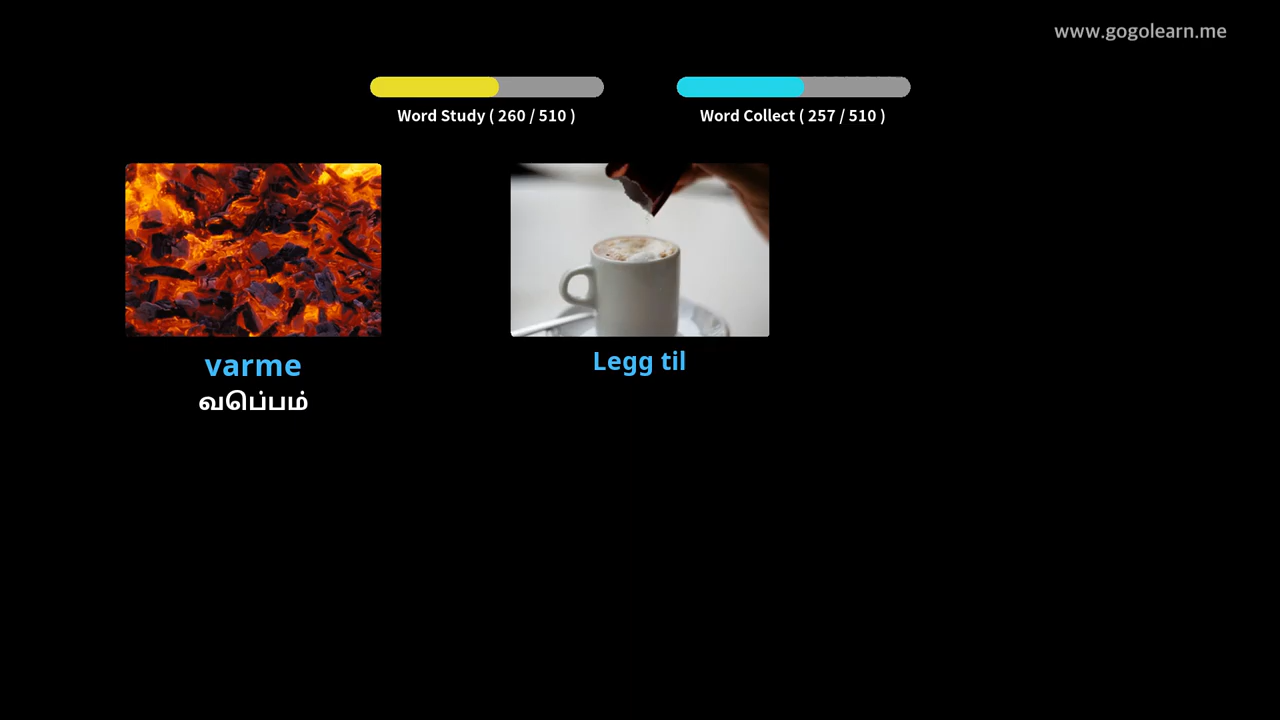 www.gogolearn.me
Word Study ( 260 / 510 )
Word Collect ( 257 / 510 )
varme
வெப்பம்
Legg til